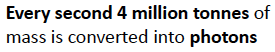 Every second 4 million tonnes of
mass is converted into photons